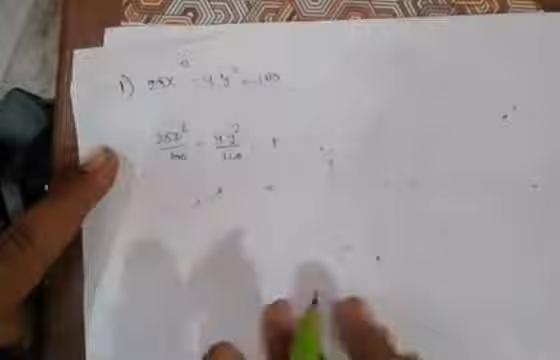 1) 25x² - 4y² = 100
25x²/100 - 4y²/100 = 1